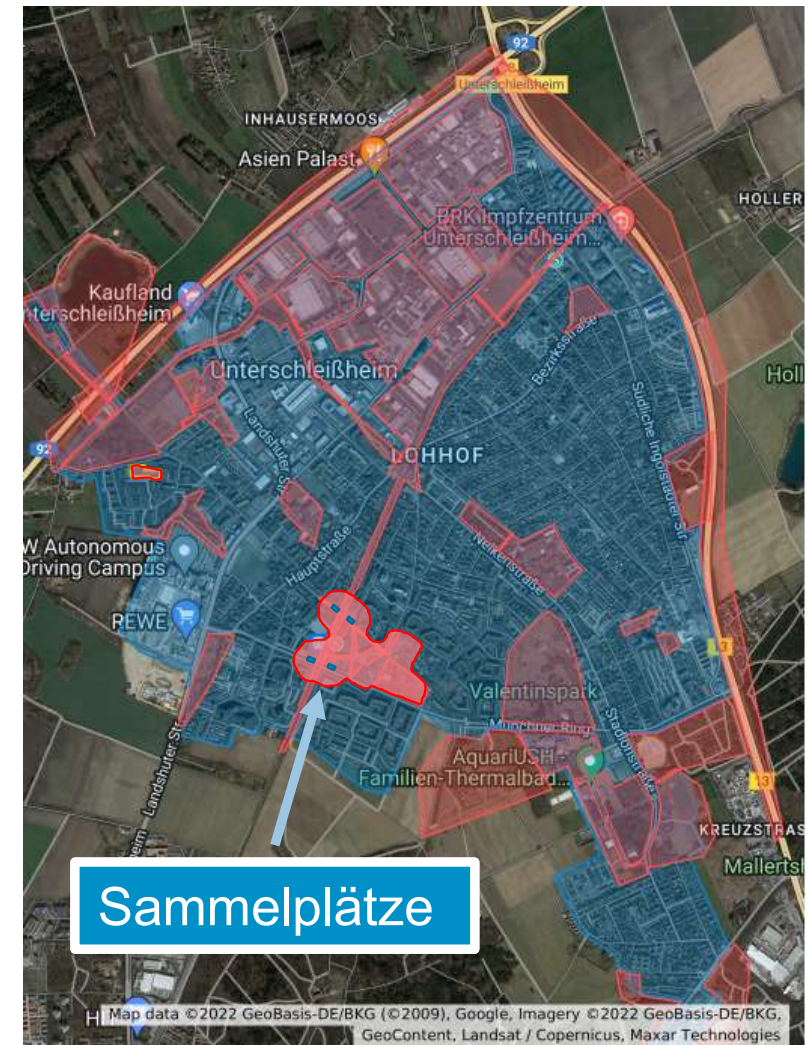 92
Unterschleißheim
INHAUSERMOOS
Asien Palast
HOLLER
BRK Impfzentrum
Unterschleißheim...
Kaufland
nterschleißheim
Unterschleißheim
Bezirksstraße
Holl
Südliche Ingolstädter Str.
Landshuter Str.
LOHHOF
92
W Autonomous
Driving Campus
Hauptstraße
Nelkenstraße
REWE
13
Valentinspark
Münchner Ring
Stadionstraße
AquariUSH -
Familien-Thermalbad...
13
heim - Landshuter Str.
KREUZSTRAS
Mallertsh
Sammelplätze
Map data ©2022 GeoBasis-DE/BKG (©2009), Google, Imagery ©2022 GeoBasis-DE/BKG,
GeoContent, Landsat / Copernicus, Maxar Technologies